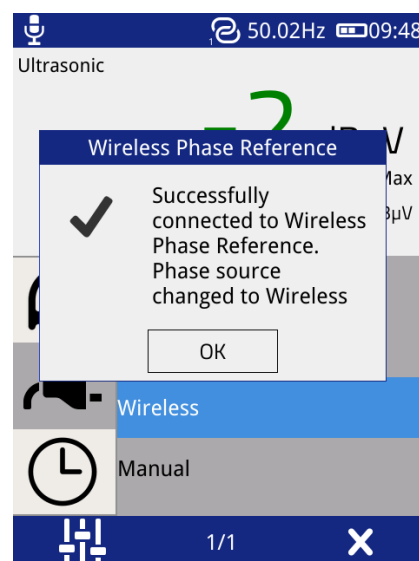 1 50.02Hz 09:48
Ultrasonic
Wireless Phase Reference
Successfully
connected to Wireless
Phase Reference.
Phase source
changed to Wireless
OK
Wireless
Manual
1/1